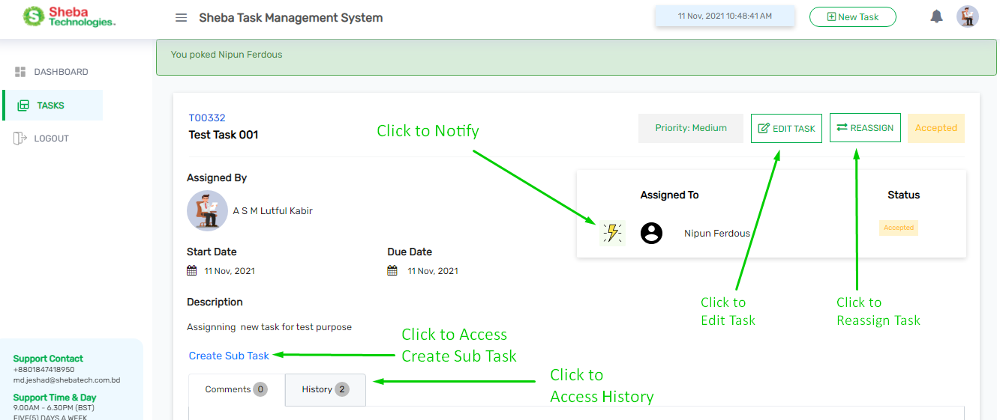 Sheba
Technologies.
Sheba Task Management System
11 Nov, 2021 10:48:41 AM
New Task
You poked Nipun Ferdous
DASHBOARD
TASKS
LOGOUT
T00332
Test Task 001
Click to Notify
Priority: Medium
EDIT TASK
REASSIGN
Accepted
Assigned By
A S M Lutful Kabir
Assigned To
Status
Nipun Ferdous
Accepted
Start Date
Due Date
11 Nov, 2021
11 Nov, 2021
Description
Assignning new task for test purpose
Click to
Edit Task
Click to
Reassign Task
Create Sub Task
Click to Access
Create Sub Task
Comments 0
History 2
Click to
Access History
Support Contact
+8801847418950
md.jeshad@shebatech.com.bd
Support Time & Day
9.00AM - 6.30PM (BST)
FIVE(5) DAYS A WEEK